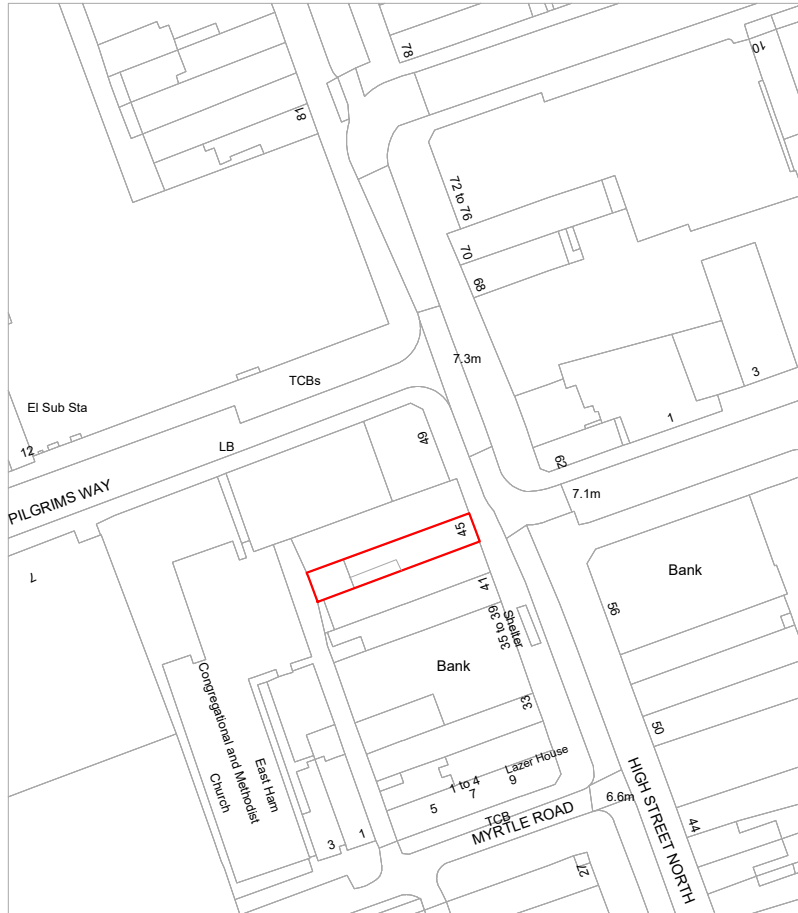 78
10
81
72 to 76
70
68
7.3m
TCBs
3
El Sub Sta
1
49
12
LB
62
PILGRIMS WAY
7.1m
45
7
41
Bank
56
Shelter
35 to 39
Bank
33
50
Congregational and Methodist
Church
East Ham
Lazer House
1 to 4
9
7
5
6.6m
HIGH STREET NORTH
TCB
MYRTLE ROAD
44
1
3
27